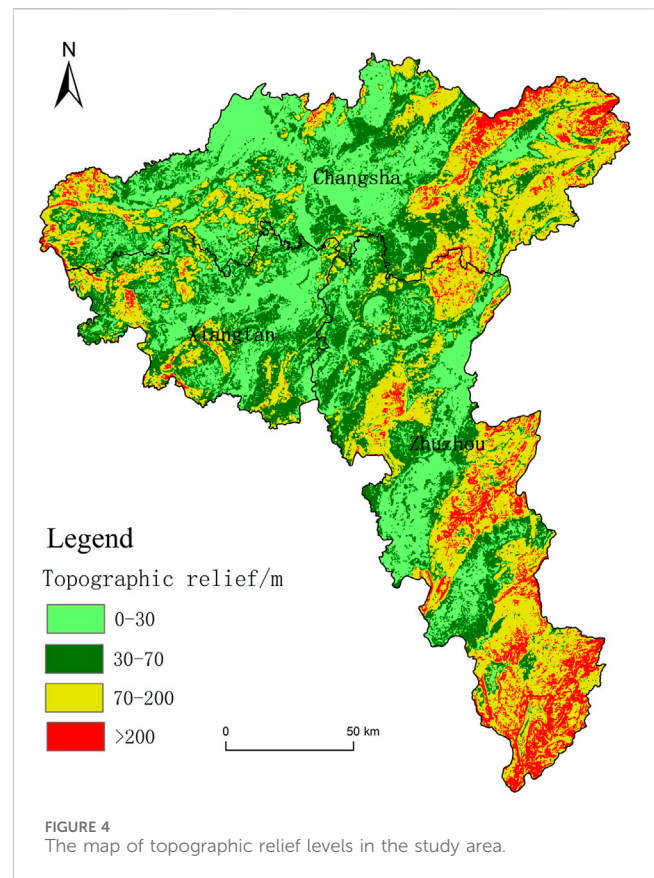 N
Changsha
Xiangtan
Zhuzhou
Legend
Topographic relief/m
0-30
30-70
70-200
>200
0 50 km
FIGURE 4
The map of topographic relief levels in the study area.